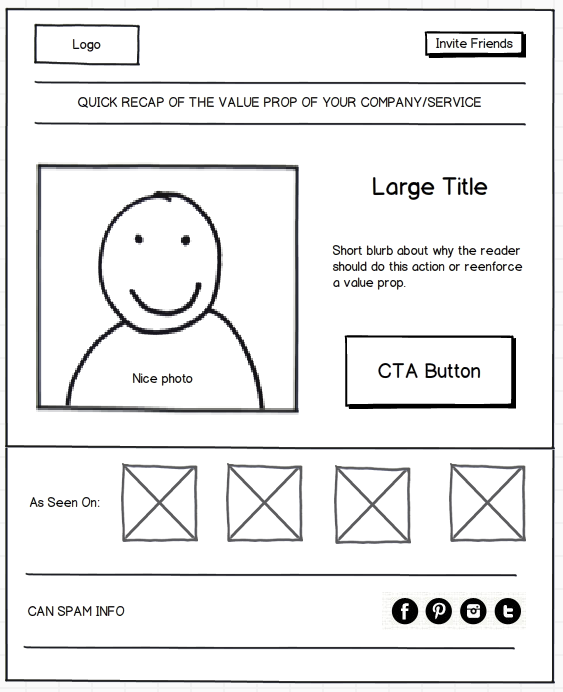 Logo
Invite Friends
QUICK RECAP OF THE VALUE PROP OF YOUR COMPANY/SERVICE
Large Title
Short blurb about why the reader
should do this action or reenforce
a value prop.
Nice photo
CTA Button
As Seen On:
CAN SPAM INFO